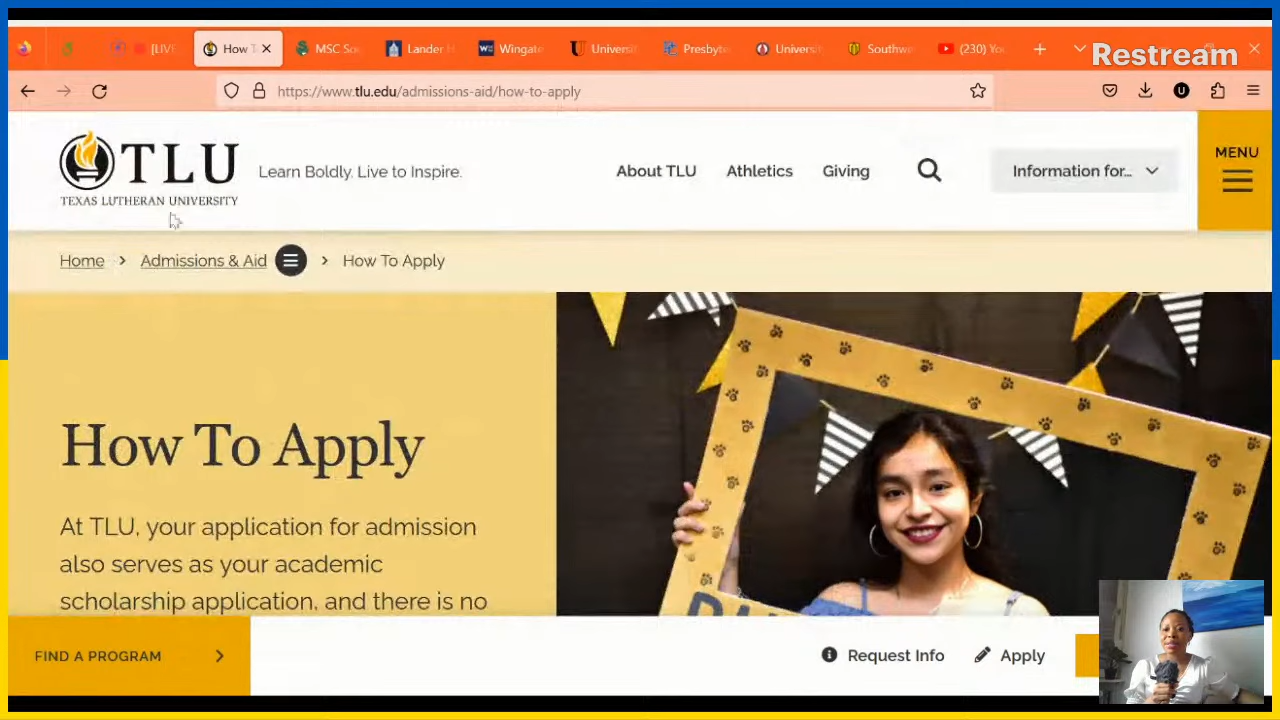 [LIVE
How T
MSC So
Lander H
Wingate
Universit
Presbyte
Universi
Southwe
(230) Yo
Restream
https://www.tlu.edu/admissions-aid/how-to-apply
TLU
TEXAS LUTHERAN UNIVERSITY
Learn Boldly. Live to Inspire.
About TLU
Athletics
Giving
Information for...
MENU
Home > Admissions & Aid > How To Apply
How To Apply
At TLU, your application for admission
also serves as your academic
scholarship application, and there is no
FIND A PROGRAM
Request Info
Apply